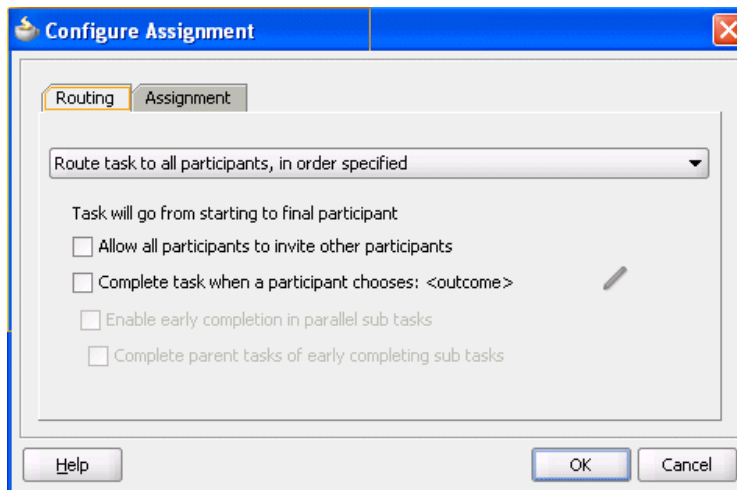 Configure Assignment
Routing
Assignment
Route task to all participants, in order specified
Task will go from starting to final participant
Allow all participants to invite other participants
Complete task when a participant chooses: <outcome>
Enable early completion in parallel sub tasks
Complete parent tasks of early completing sub tasks
Help
OK
Cancel